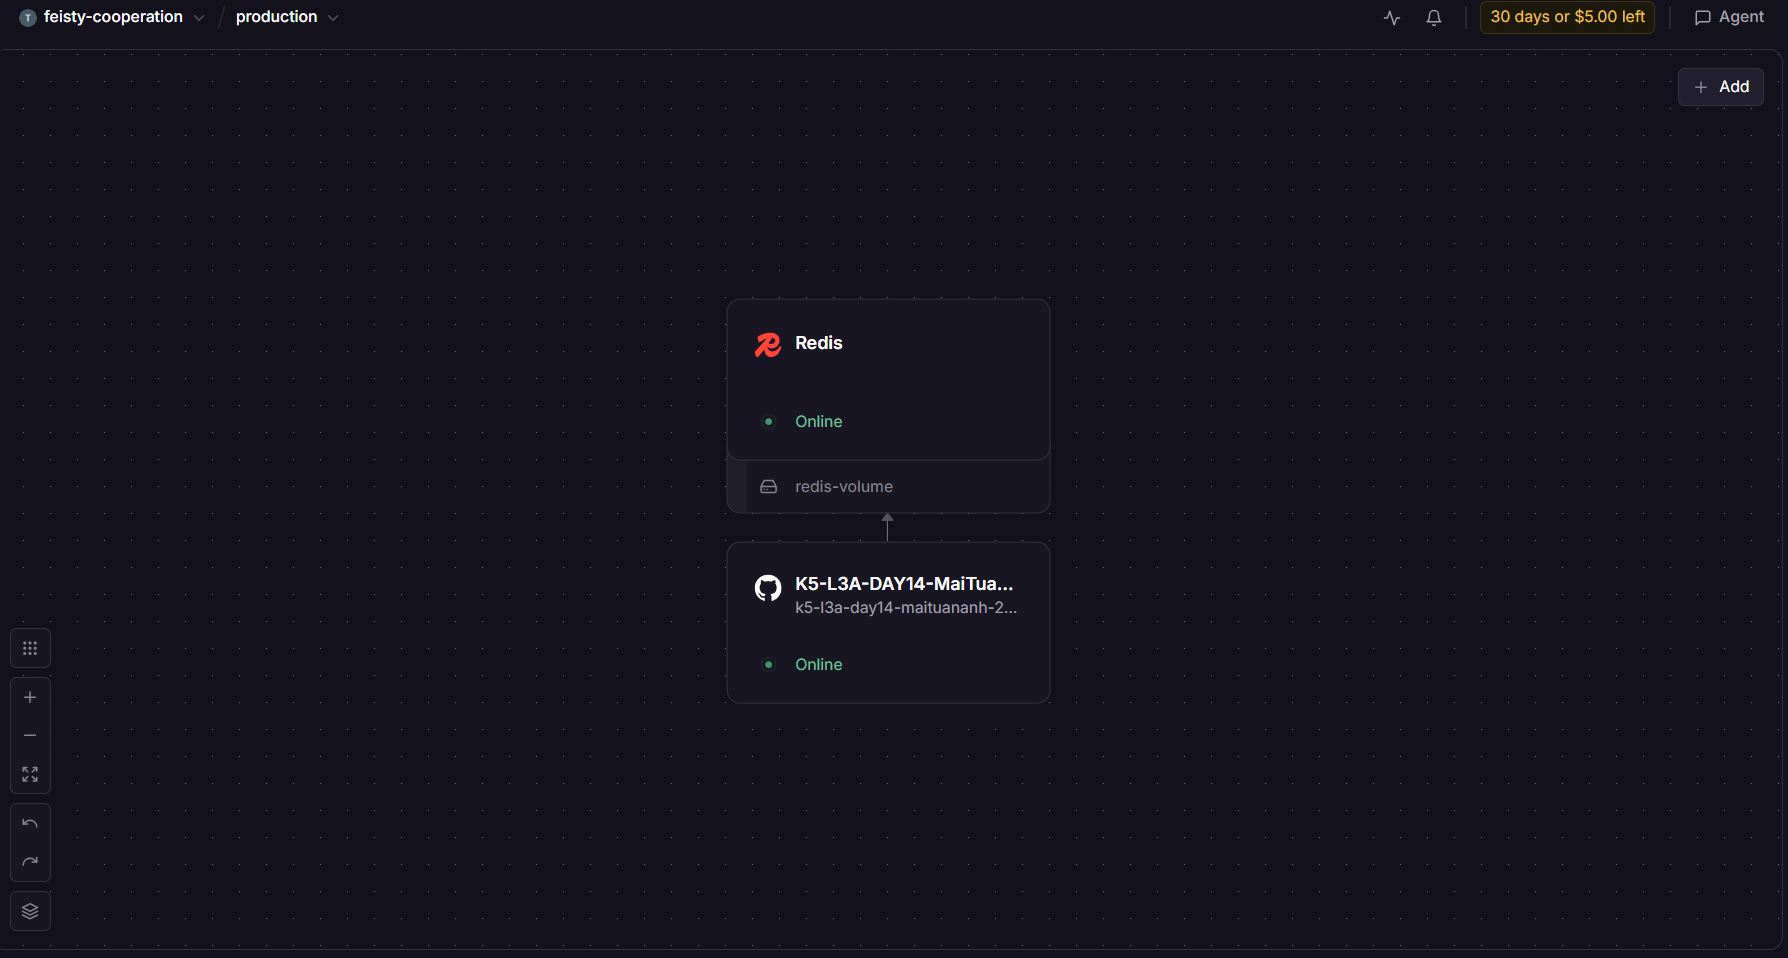 T feisty-cooperation
production
30 days or $5.00 left
Agent
Add
Redis
Online
redis-volume
K5-L3A-DAY14-MaiTua...
k5-l3a-day14-maituananh-2...
Online